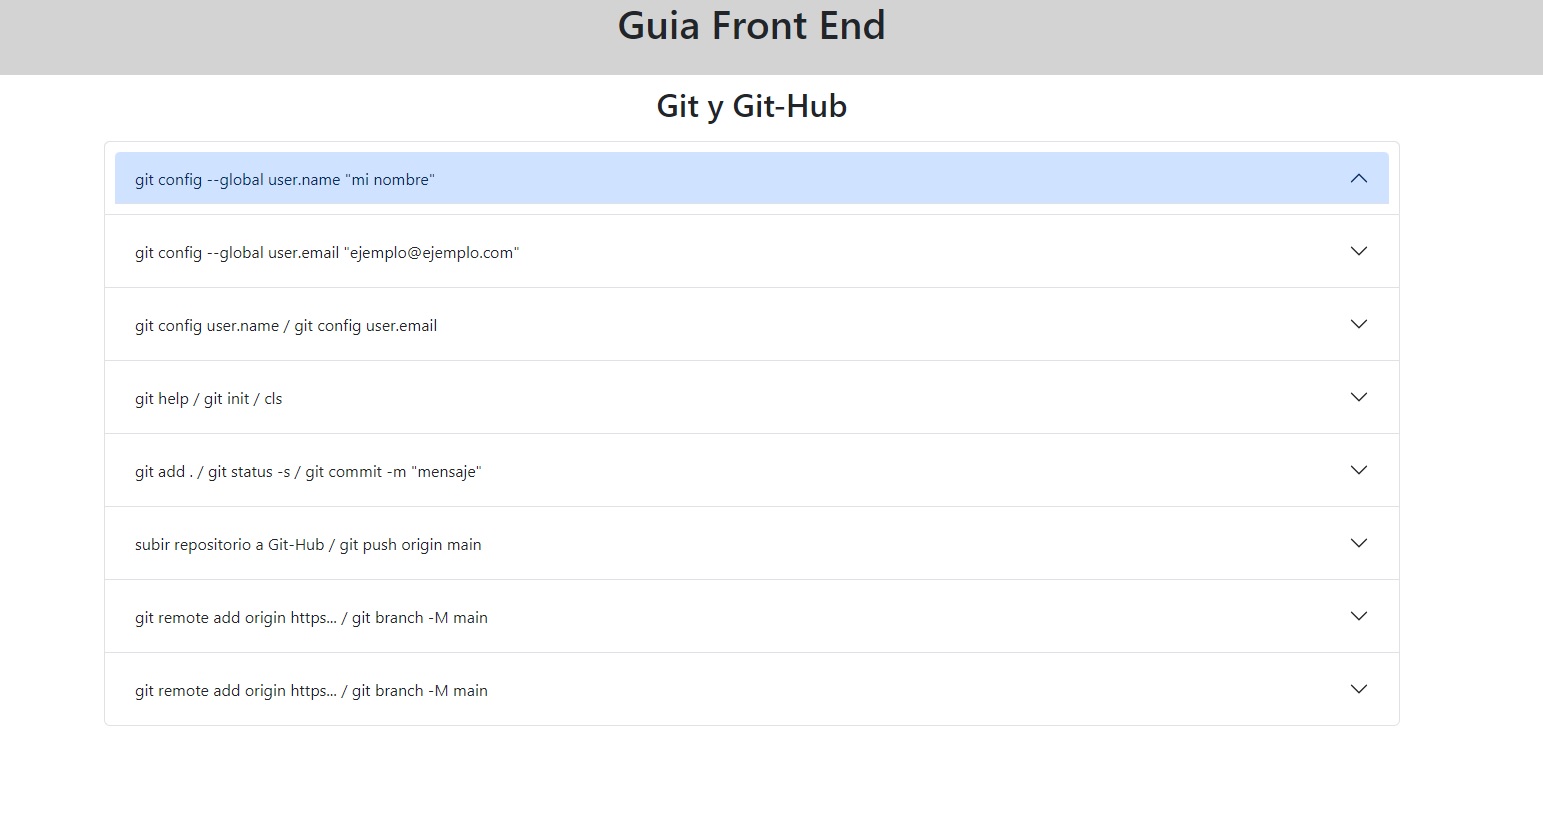 Guia Front End
Git y Git-Hub
git config --global user.name "mi nombre"
git config --global user.email "ejemplo@ejemplo.com"
git config user.name / git config user.email
git help / git init / cls
git add . / git status -s / git commit -m "mensaje"
subir repositorio a Git-Hub / git push origin main
git remote add origin https... / git branch -M main
git remote add origin https... / git branch -M main